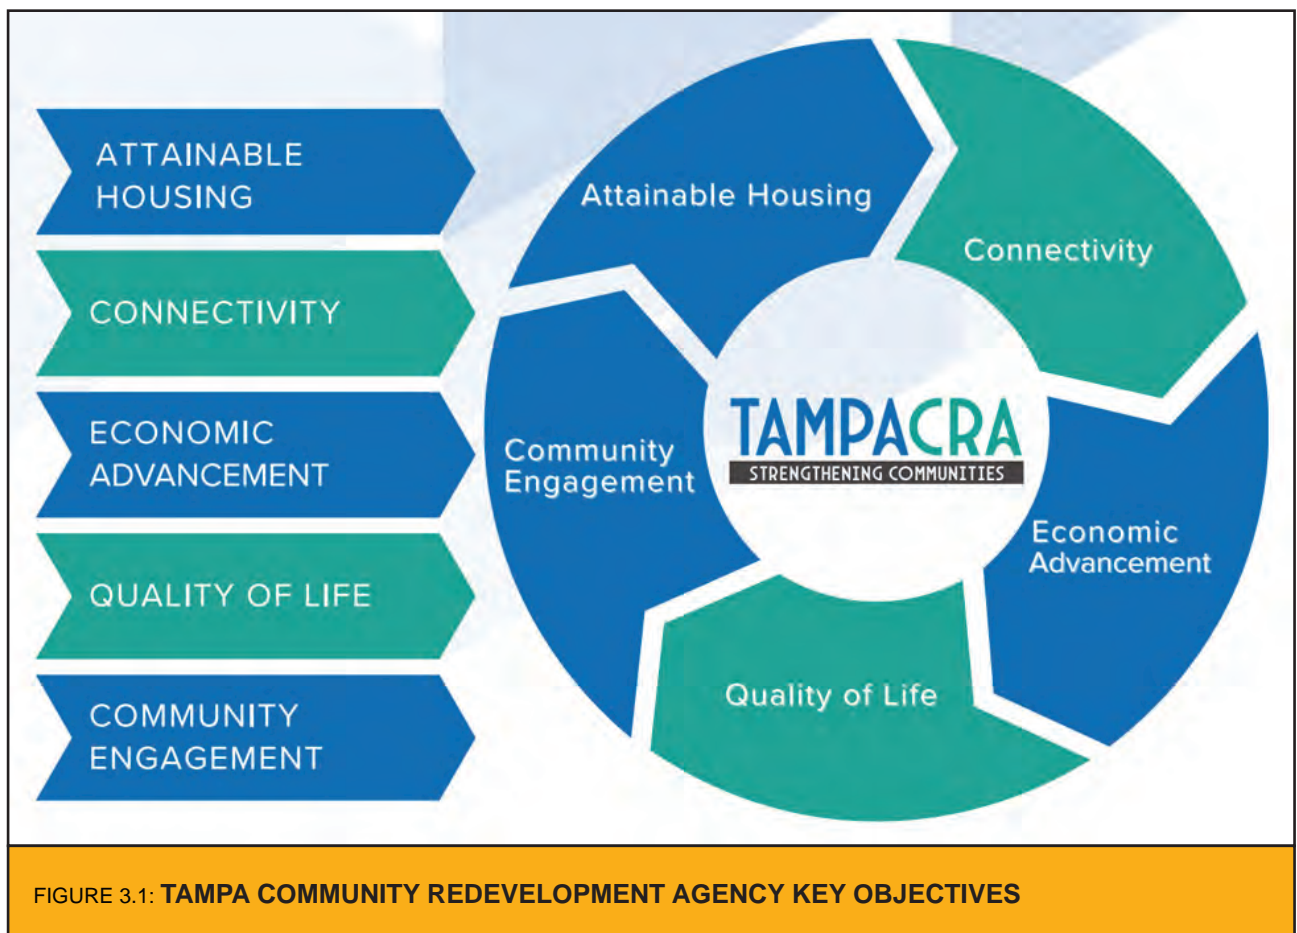 ATTAINABLE
HOUSING
CONNECTIVITY
ECONOMIC
ADVANCEMENT
QUALITY OF LIFE
COMMUNITY
ENGAGEMENT
Attainable Housing
Connectivity
Economic
Advancement
Quality of Life
Community
Engagement
TAMPACRA
STRENGTHENING COMMUNITIES
FIGURE 3.1: TAMPA COMMUNITY REDEVELOPMENT AGENCY KEY OBJECTIVES